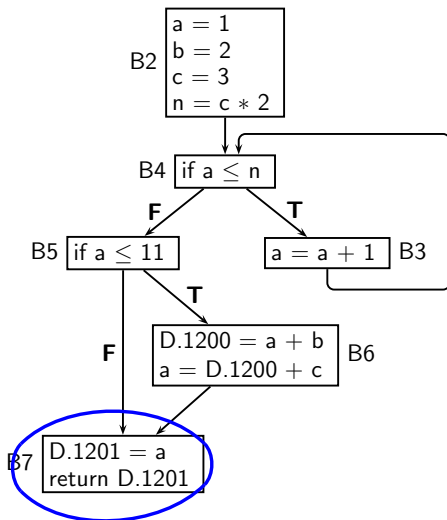 B2
a = 1
b = 2
c = 3
n = c ∗ 2
B4
if a ≤ n
F
T
B5
if a ≤ 11
a = a + 1
B3
F
T
D.1200 = a + b
a = D.1200 + c
B6
B7
D.1201 = a
return D.1201